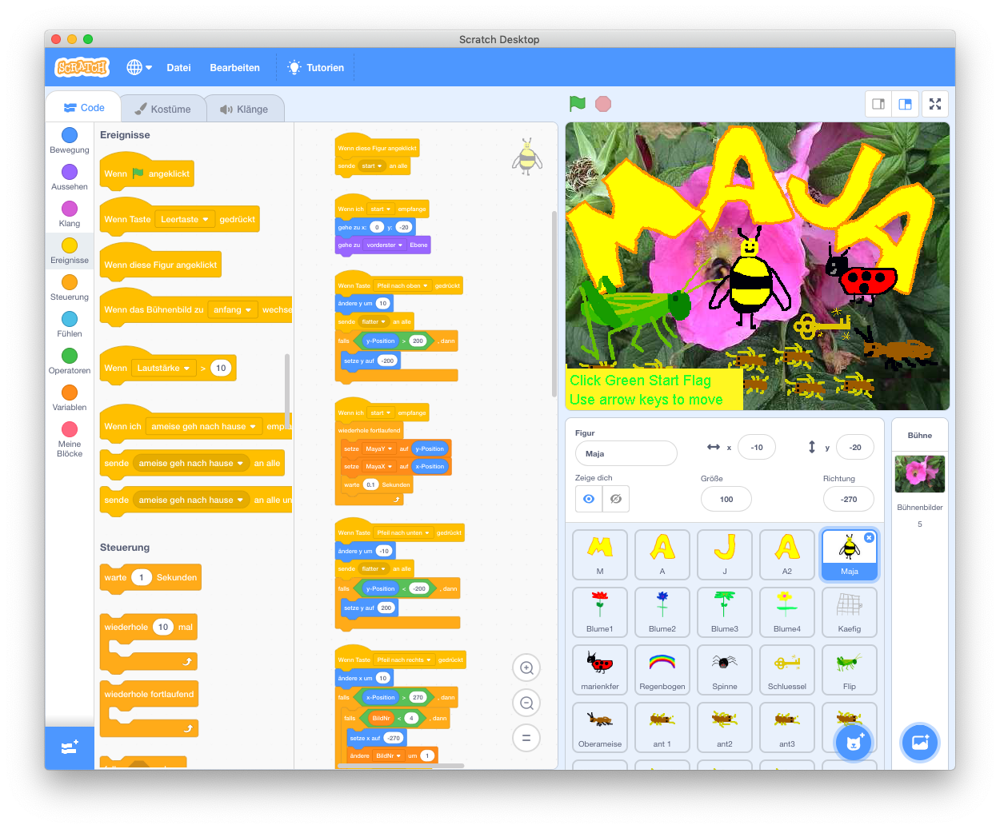 Scratch Desktop
SCRATCH
Datei
Bearbeiten
Tutorien
Code
Kostüme
Klänge
Bewegung
Aussehen
Klang
Ereignisse
Steuerung
Fühlen
Operatoren
Variablen
Meine
Blöcke
Ereignisse
Wenn angeklickt
Wenn Taste Leertaste gedrückt
Wenn diese Figur angeklickt
Wenn das Bühnenbild zu anfang wechse
Wenn Lautstärke > 10
Wenn ich ameise geh nach hause
sende ameise geh nach hause an alle
sende ameise geh nach hause an alle
Steuerung
warte 1 Sekunden
wiederhole 10 mal
wiederhole fortlaufend
Wenn diese Figur angeklickt
sende start an alle
Wenn ich start empfange
gehe zu x: 0 y: -20
gehe zu vorderster Ebene
Wenn Taste Pfeil nach oben gedrückt
ändere y um 10
sende flatter an alle
falls y-Position > 200 , dann
setze y auf -200
Wenn ich start empfange
wiederhole fortlaufend
setze MayaY auf y-Position
setze MayaX auf x-Position
warte 0.1 Sekunden
Wenn Taste Pfeil nach unten gedrückt
ändere y um -10
sende flatter an alle
falls y-Position < -200 , dann
setze y auf 200
Wenn Taste Pfeil nach rechts gedrückt
ändere x um 10
falls x-Position > 270 , dann
falls BildNr < 4 , dann
setze x auf -270
ändere BildNr um 1
MAJA
Click Green Start Flag
Use arrow keys to move
Figur
Maja
x -10
y -20
Zeige dich
Größe
100
Richtung
-270
M
A
J
A2
Maja
Blume1
Blume2
Blume3
Blume4
Kaefig
marienkfer
Regenbogen
Spinne
Schluessel
Flip
Oberameise
ant 1
ant2
ant3
Bühne
Bühnenbilder
5